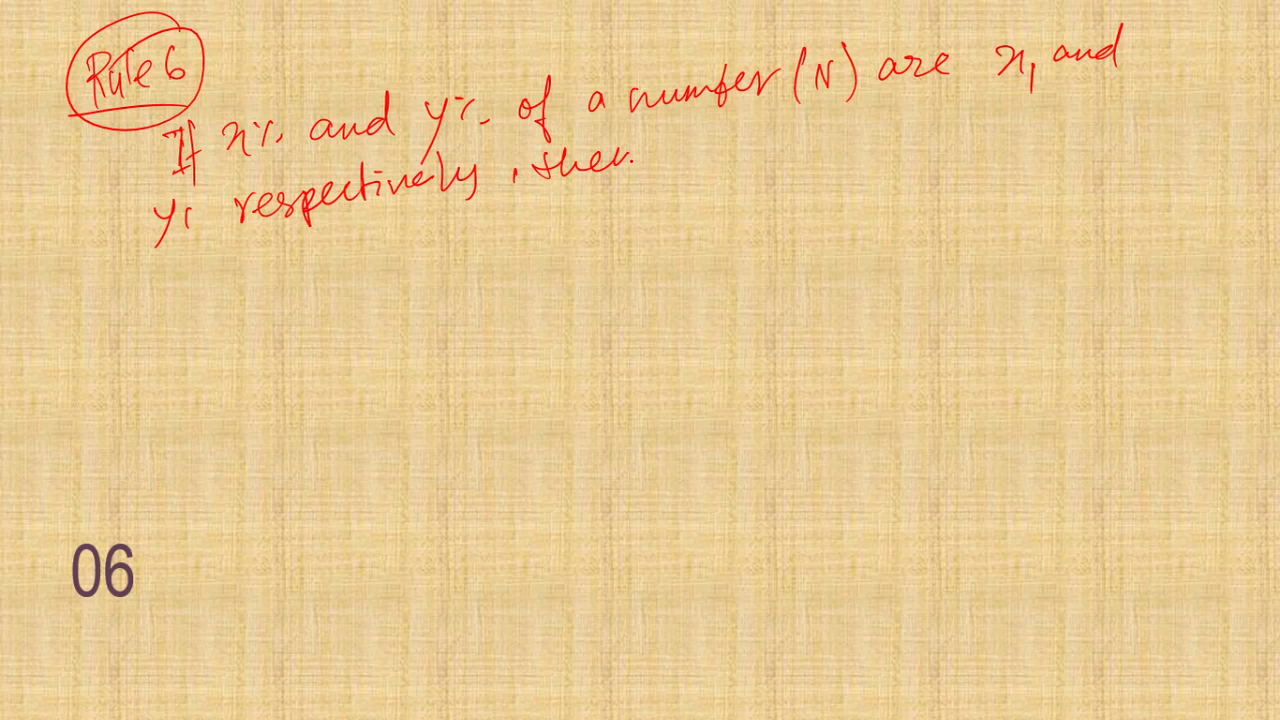 Rule 6
If x% and y% of a number (N) are x₁ and
y₁ respectively, then
06